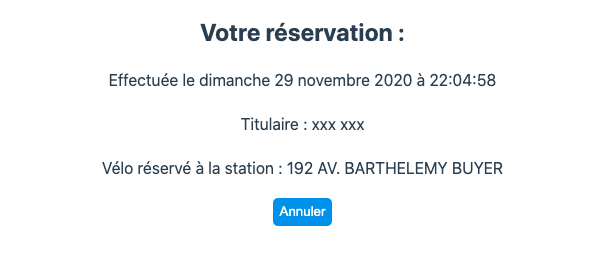 Votre réservation :
Effectuée le dimanche 29 novembre 2020 à 22:04:58
Titulaire : xxx xxx
Vélo réservé à la station : 192 AV. BARTHELEMY BUYER
Annuler